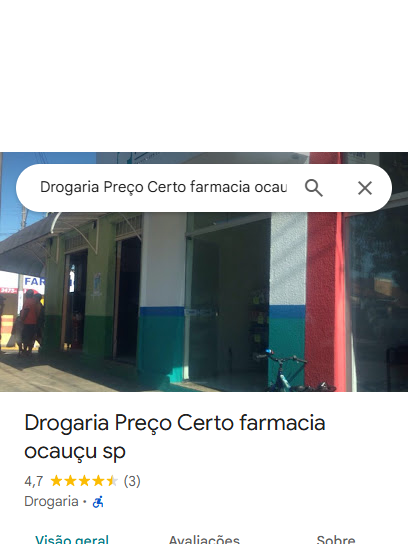 Drogaria Preço Certo farmacia ocau
FAR
Drogaria Preço Certo farmacia
ocauçu sp
4,7 (3)
Drogaria ·
Visão geral Avaliações Sobre